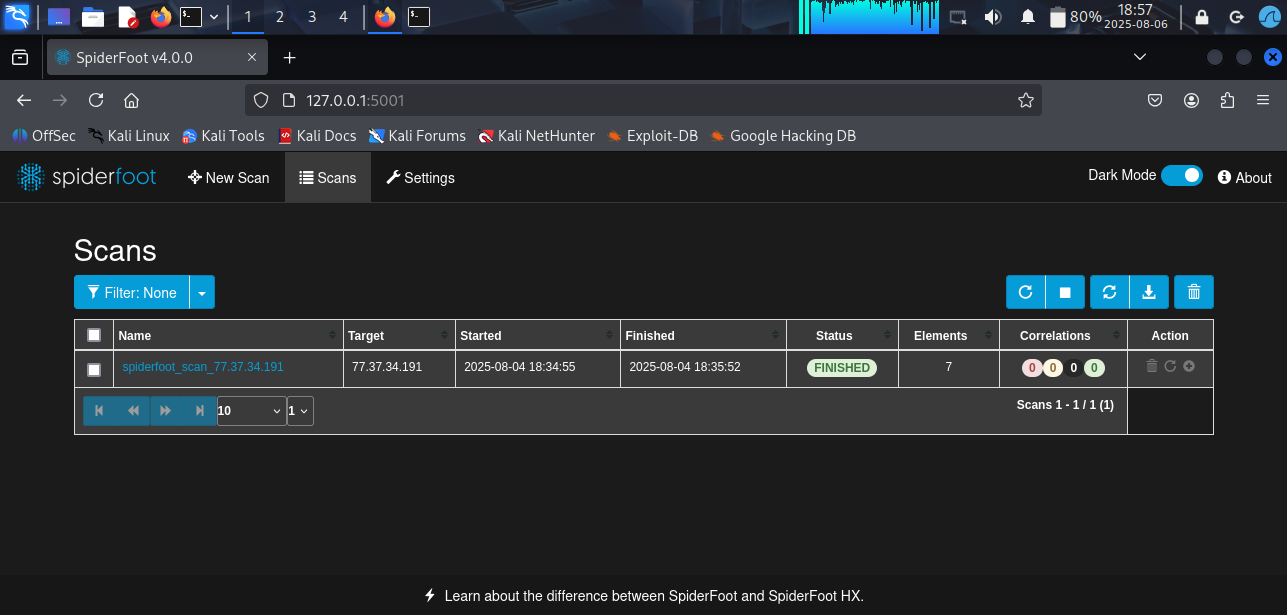 1 2 3 4 80% 18:57
2025-08-06
SpiderFoot v4.0.0
127.0.0.1:5001
OffSec Kali Linux Kali Tools Kali Docs Kali Forums Kali NetHunter Exploit-DB Google Hacking DB
spiderfoot New Scan Scans Settings Dark Mode About
Scans
Filter: None
Name Target Started Finished Status Elements Correlations Action
spiderfoot_scan_77.37.34.191 77.37.34.191 2025-08-04 18:34:55 2025-08-04 18:35:52 FINISHED 7 0 0 0 0
10 1 Scans 1 - 1 / 1 (1)
Learn about the difference between SpiderFoot and SpiderFoot HX.